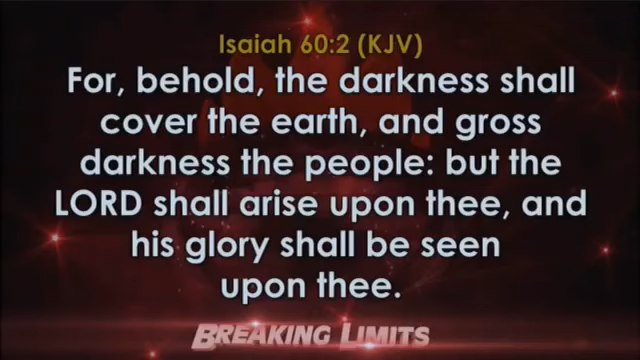 Isaiah 60:2 (KJV)
For, behold, the darkness shall
cover the earth, and gross
darkness the people: but the
LORD shall arise upon thee, and
his glory shall be seen
upon thee.
BREAKING LIMITS